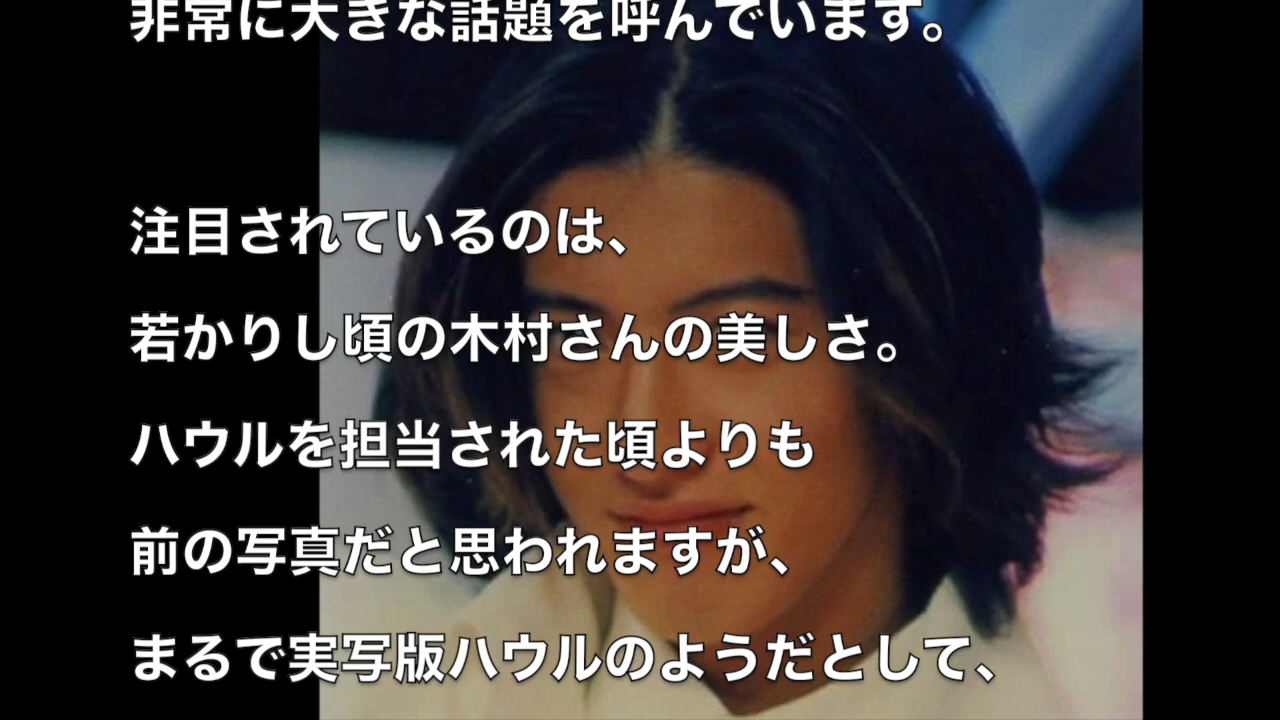 非常に大きな話題を呼んでいます。
注目されているのは、
若かりし頃の木村さんの美しさ。
ハウルを担当された頃よりも
前の写真だと思われますが、
まるで実写版ハウルのようだとして、